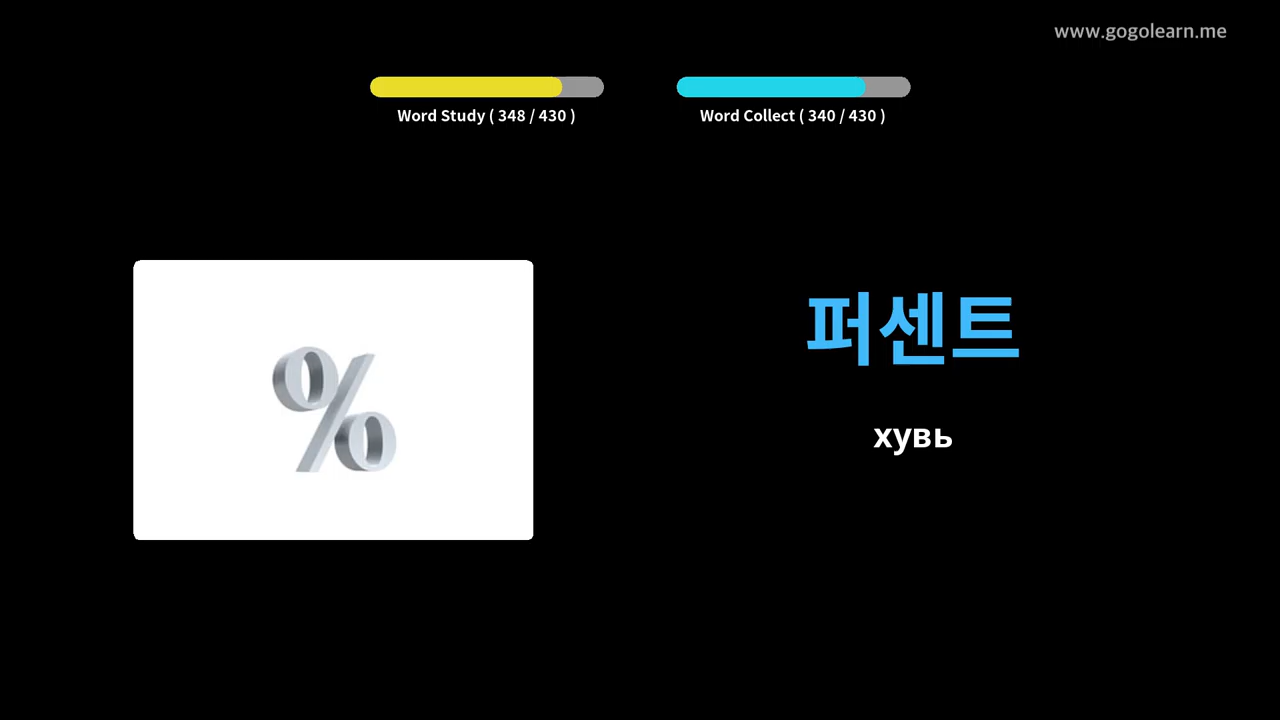 www.gogolearn.me
Word Study ( 348 / 430 )
Word Collect ( 340 / 430 )
%
퍼센트
хувь